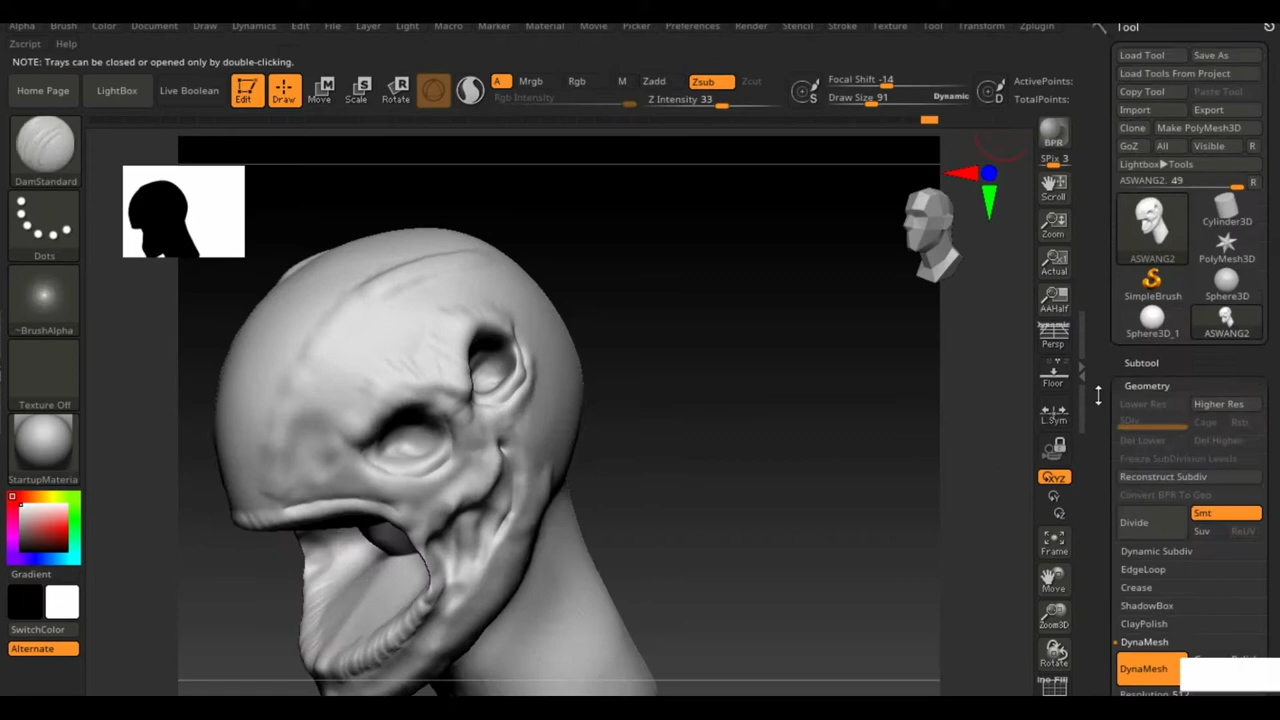 Alpha Brush Color Document Draw Dynamics Edit File Layer Light Macro Marker Material Movie Picker Preferences Render Stencil Stroke Texture Tool Transform Zplugin
Zscript Help
NOTE: Trays can be closed or opened only by double-clicking.
Home Page LightBox Live Boolean Edit Draw Move Scale Rotate
A Mrgb Rgb M Zadd Zsub Zcut
Rgb Intensity Z Intensity 33
Focal Shift -14
Draw Size 91 Dynamic
S D
ActivePoints:
TotalPoints:
DamStandard
Dots
~BrushAlpha
Texture Off
StartupMateria
Gradient
SwitchColor
Alternate
BPR
SPix 3
Scroll
Zoom
Actual
AAHalf
Dynamic
Persp
Floor
L.Sym
XYZ
Frame
Move
Zoom3D
Rotate
Tool
Load Tool Save As
Load Tools From Project
Copy Tool Paste Tool
Import Export
Clone Make PolyMesh3D
GoZ All Visible R
Lightbox▶Tools
ASWANG2. 49 R
ASWANG2 Cylinder3D
PolyMesh3D
SimpleBrush Sphere3D
Sphere3D_1 ASWANG2
Subtool
Geometry
Lower Res Higher Res
SDiv Cage Rstr
Del Lower Del Higher
Freeze SubDivision Levels
Reconstruct Subdiv
Convert BPR To Geo
Divide Smt
Suv ReUV
Dynamic Subdiv
EdgeLoop
Crease
ShadowBox
ClayPolish
DynaMesh
DynaMesh
Resolution 512